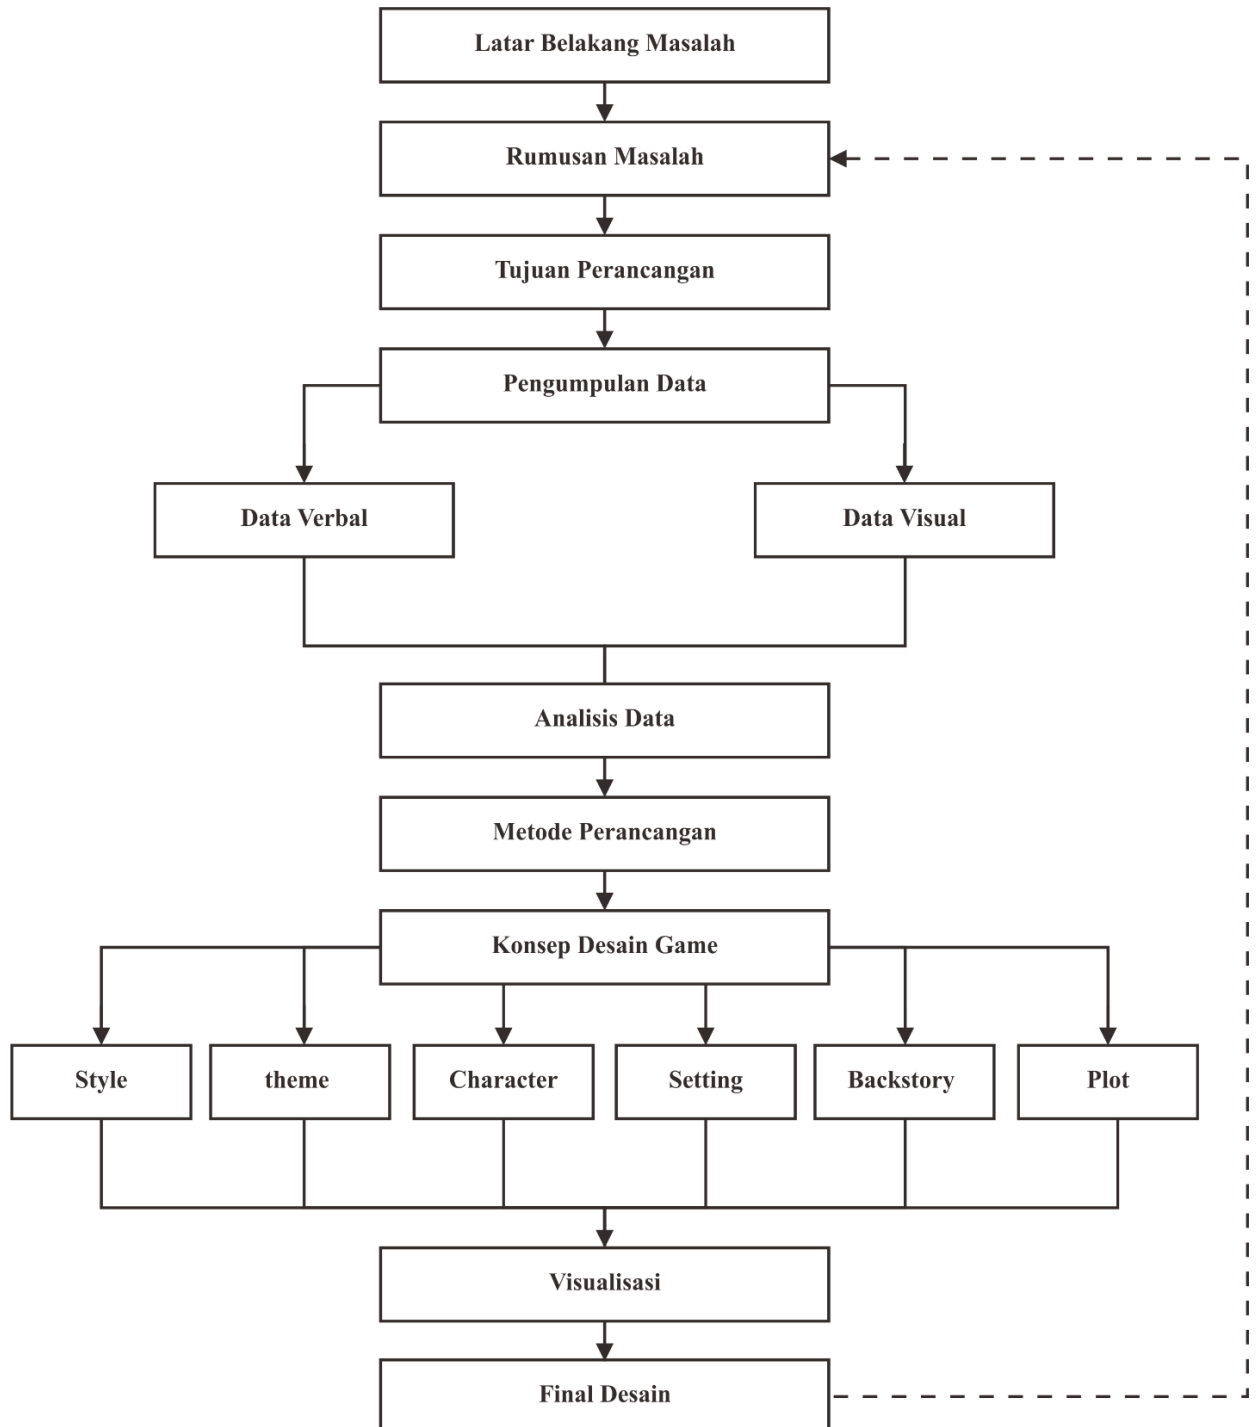 Latar Belakang Masalah
Rumusan Masalah
Tujuan Perancangan
Pengumpulan Data
Data Verbal
Data Visual
Analisis Data
Metode Perancangan
Konsep Desain Game
Style
theme
Character
Setting
Backstory
Plot
Visualisasi
Final Desain